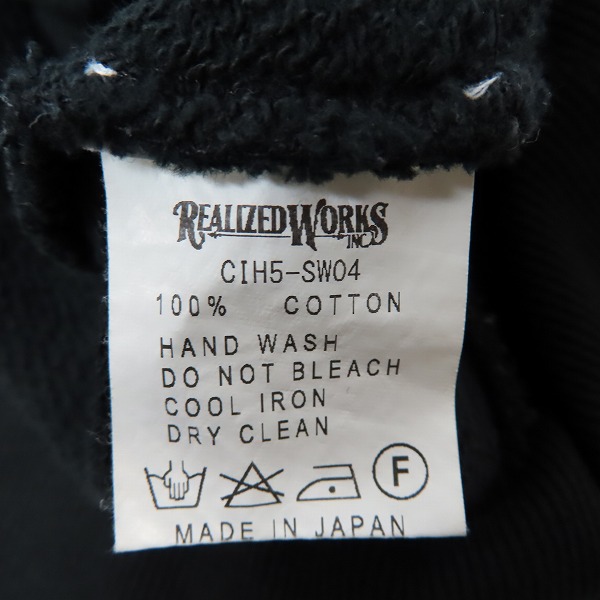 REALIZED WORKS
INC
CIH5-SW04
100% COTTON
HAND WASH
DO NOT BLEACH
COOL IRON
DRY CLEAN
F
MADE IN JAPAN